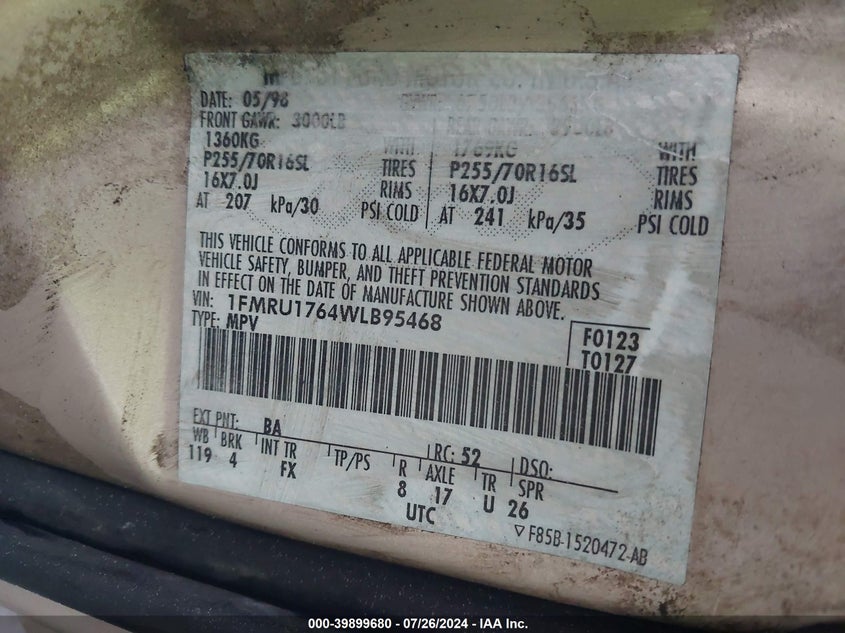 DATE: 05/98
FRONT GAWR: 3000LB
1360KG WITH 1789KG WITH
P255/70R16SL TIRES P255/70R16SL TIRES
16X7.0J RIMS 16X7.0J RIMS
AT 207 kPa/30 PSI COLD AT 241 kPa/35 PSI COLD
THIS VEHICLE CONFORMS TO ALL APPLICABLE FEDERAL MOTOR
VEHICLE SAFETY, BUMPER, AND THEFT PREVENTION STANDARDS
IN EFFECT ON THE DATE OF MANUFACTURE SHOWN ABOVE.
VIN: 1FMRU1764WLB95468
TYPE: MPV
F0123
T0127
EXT PNT: BA RC: 52 DSO:
WB BRK INT TR TP/PS R AXLE TR SPR
119 4 FX 8 17 U 26
UTC
▽ F85B-1520472-AB
000-39899680 / 07/26/2024 - IAA Inc.